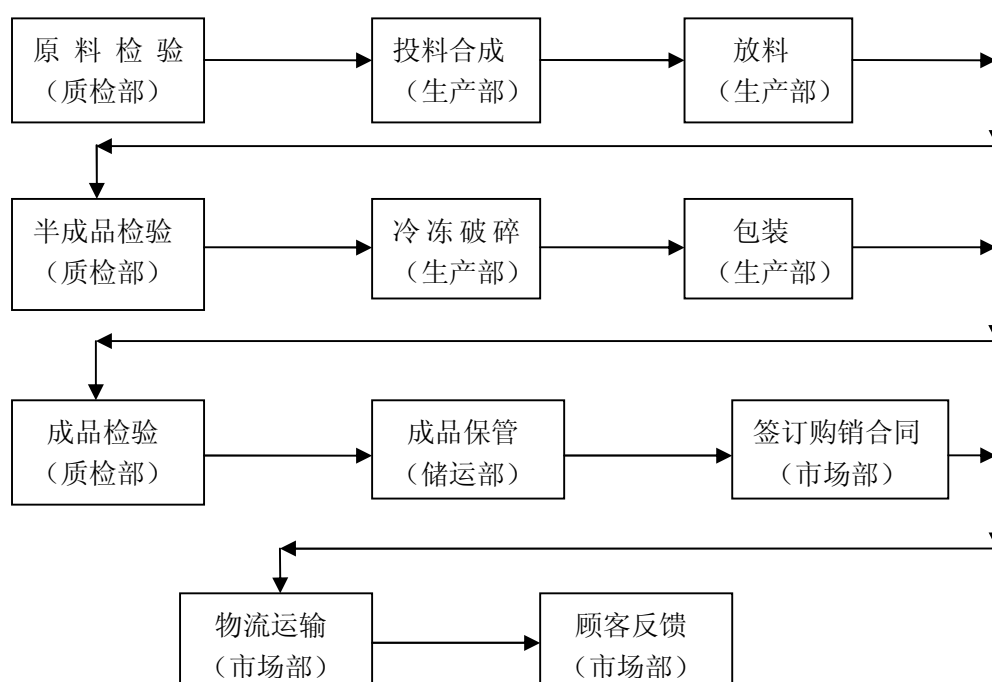 原料检验
（质检部）
投料合成
（生产部）
放料
（生产部）
半成品检验
（质检部）
冷冻破碎
（生产部）
包装
（生产部）
成品检验
（质检部）
成品保管
（储运部）
签订购销合同
（市场部）
物流运输
（市场部）
顾客反馈
（市场部）